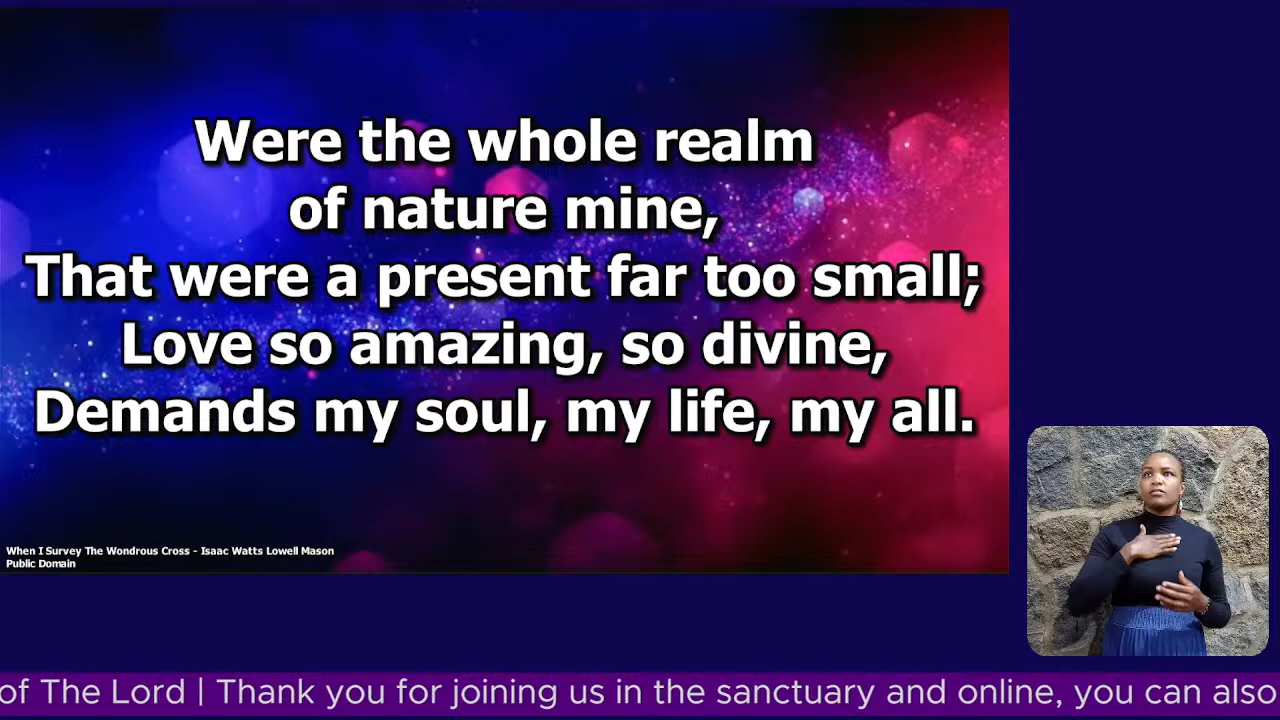 Were the whole realm
of nature mine,
That were a present far too small;
Love so amazing, so divine,
Demands my soul, my life, my all.
When I Survey The Wondrous Cross - Isaac Watts Lowell Mason
Public Domain
of The Lord | Thank you for joining us in the sanctuary and online, you can also